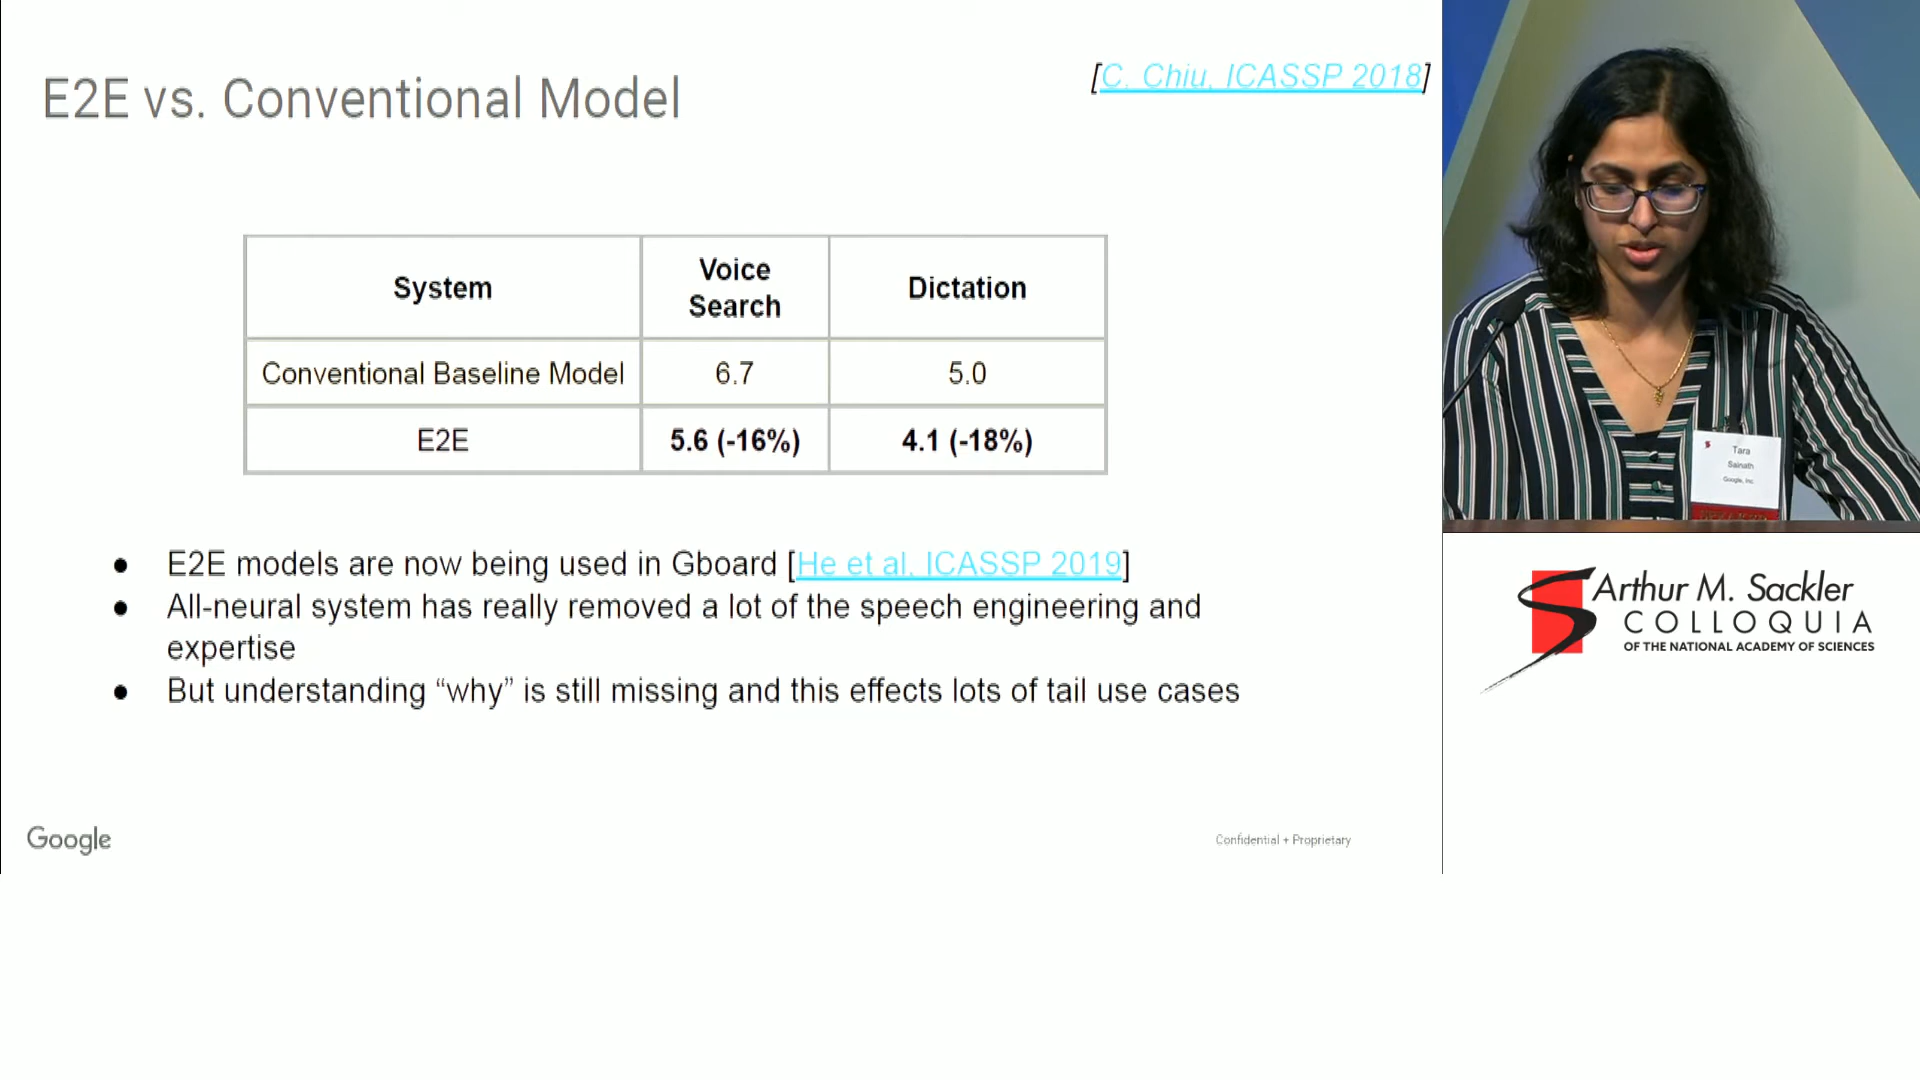 E2E vs. Conventional Model
[C. Chiu, ICASSP 2018]
System
Voice
Search
Dictation
Conventional Baseline Model
6.7
5.0
E2E
5.6 (-16%)
4.1 (-18%)
● E2E models are now being used in Gboard [He et al, ICASSP 2019]
● All-neural system has really removed a lot of the speech engineering and
expertise
● But understanding “why” is still missing and this effects lots of tail use cases
Google
Confidential + Proprietary
Tara
Sainath
Google, Inc.
Arthur M. Sackler
COLLOQUIA
OF THE NATIONAL ACADEMY OF SCIENCES